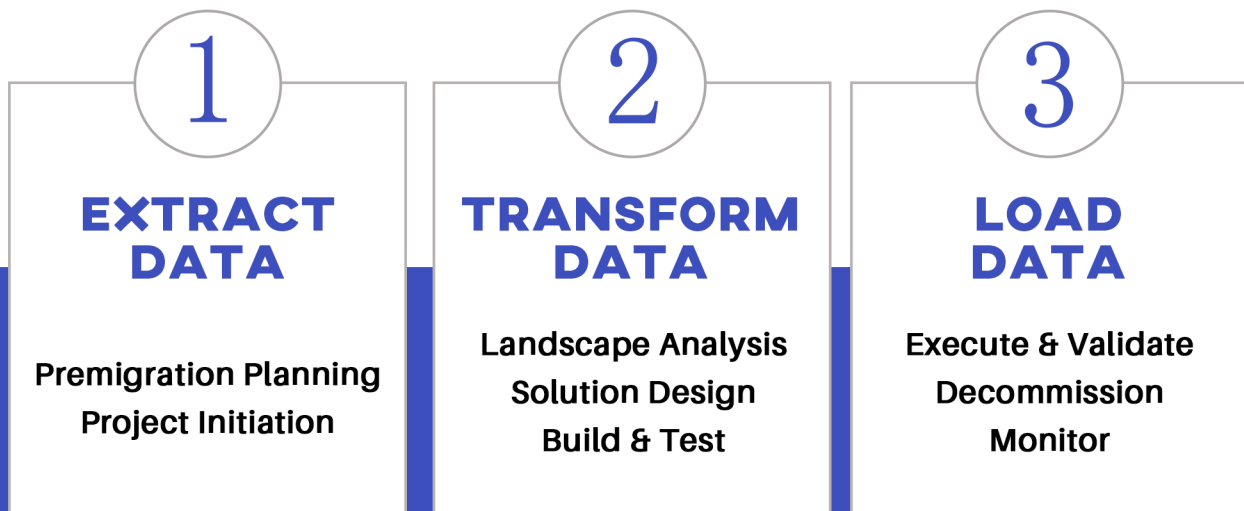 1
EXTRACT
DATA
Premigration Planning
Project Initiation
2
TRANSFORM
DATA
Landscape Analysis
Solution Design
Build & Test
3
LOAD
DATA
Execute & Validate
Decommission
Monitor